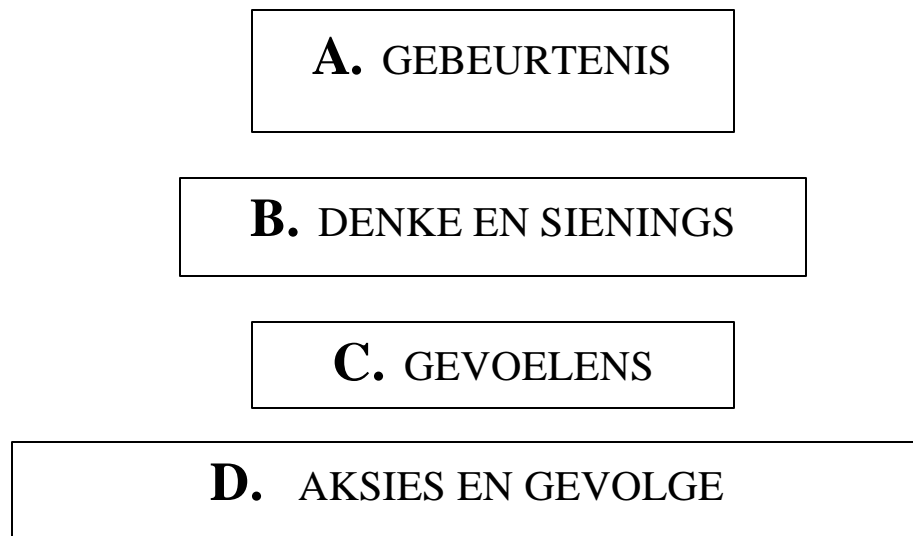 A. GEBEURTENIS
B. DENKE EN SIENINGS
C. GEVOELENS
D. AKSIES EN GEVOLGE